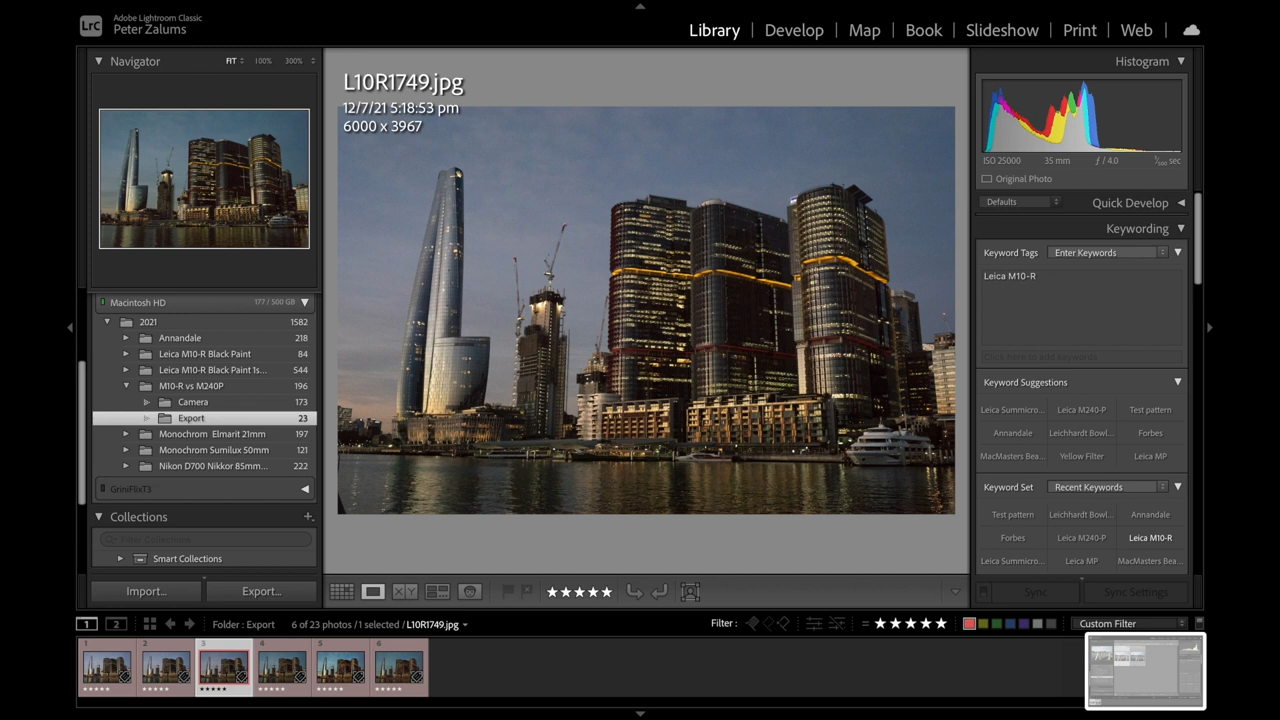 LrC
Adobe Lightroom Classic
Peter Zalums
Library | Develop | Map | Book | Slideshow | Print | Web |
Navigator FIT 100% 300%
Macintosh HD 177 / 500 GB
2021 1582
Annandale 218
Leica M10-R Black Paint 84
Leica M10-R Black Paint 1s... 544
M10-R vs M240P 196
Camera 173
Export 23
Monochrom Elmarit 21mm 197
Monochrom Sumilux 50mm 121
Nikon D700 Nikkor 85mm... 222
GriniFlixT3
Collections
Filter Collections
Smart Collections
Import... Export...
L10R1749.jpg
12/7/21 5:18:53 pm
6000 x 3967
Histogram
ISO 25000 35 mm ƒ / 4.0 sec
Original Photo
Defaults Quick Develop
Keywording
Keyword Tags Enter Keywords
Leica M10-R
Click here to add keywords
Keyword Suggestions
Leica Summicro... Leica M240-P Test pattern
Annandale Leichhardt Bowl... Forbes
MacMasters Bea... Yellow Filter Leica MP
Keyword Set Recent Keywords
Test pattern Leichhardt Bowl... Annandale
Forbes Leica M240-P Leica M10-R
Leica Summicro... Leica MP MacMasters Bea...
Sync Sync Settings
X Y
1 2 Folder : Export 6 of 23 photos / 1 selected / L10R1749.jpg
Filter : Custom Filter
1 2 3 4 5 6